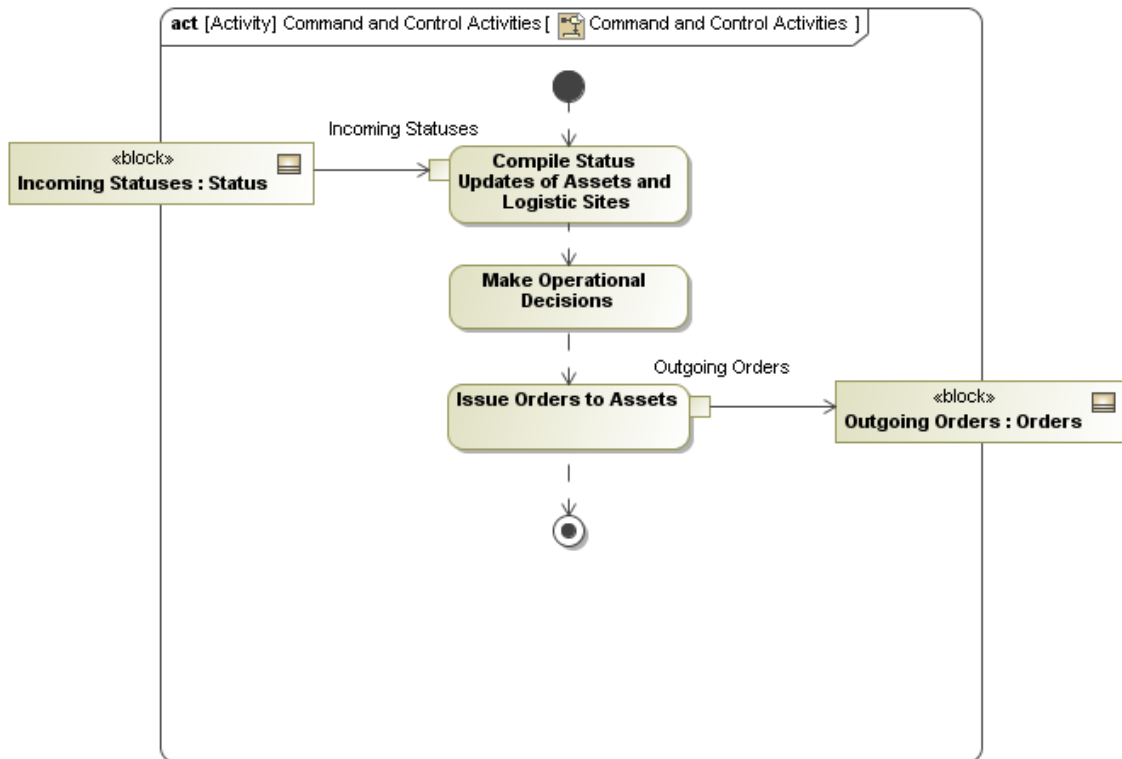 act [Activity] Command and Control Activities [ Command and Control Activities ]
Incoming Statuses
«block»
Incoming Statuses : Status
Compile Status
Updates of Assets and
Logistic Sites
Make Operational
Decisions
Outgoing Orders
Issue Orders to Assets
«block»
Outgoing Orders : Orders